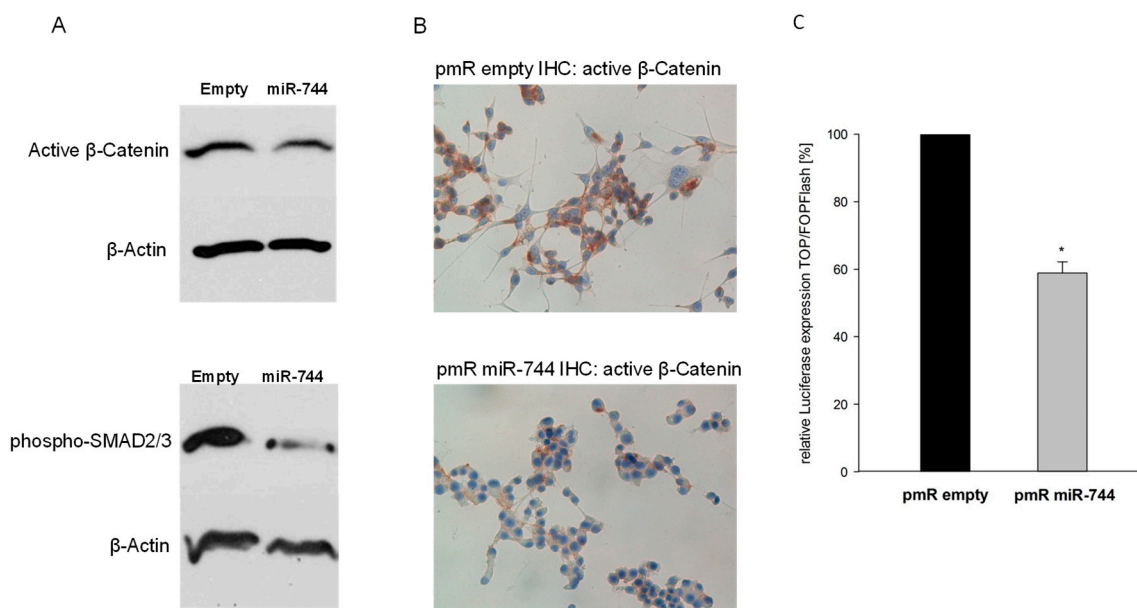 A
Empty miR-744
Active β-Catenin
β-Actin
Empty miR-744
phospho-SMAD2/3
β-Actin
B
pmR empty IHC: active β-Catenin
pmR miR-744 IHC: active β-Catenin
C
relative Luciferase expression TOP/FOPFlash [%]
100
80
60
40
20
0
*
pmR empty pmR miR-744